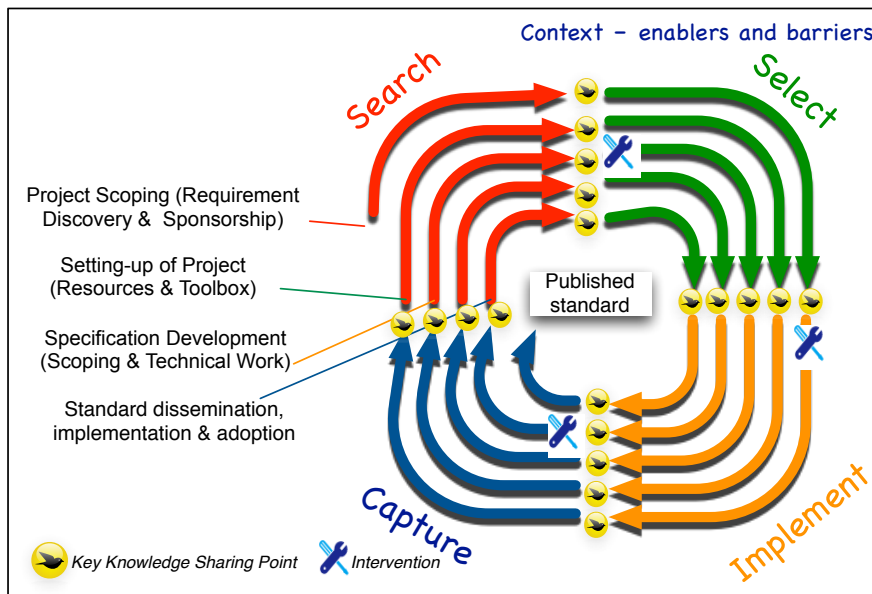 Context – enablers and barriers
Search
Select
Project Scoping (Requirement
Discovery &  Sponsorship)
Setting-up of Project
(Resources & Toolbox)
Published
standard
Specification Development
(Scoping & Technical Work)
Standard dissemination,
implementation & adoption
Capture
Implement
Key Knowledge Sharing Point
Intervention